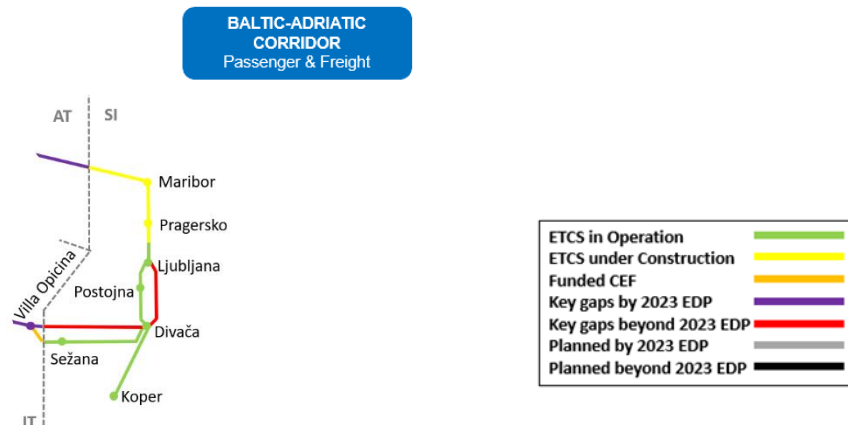 BALTIC-ADRIATIC
CORRIDOR
Passenger & Freight
AT SI
Maribor
Pragersko
Ljubljana
Villa Opicina
Postojna
Divača
Sežana
Koper
IT
ETCS in Operation
ETCS under Construction
Funded CEF
Key gaps by 2023 EDP
Key gaps beyond 2023 EDP
Planned by 2023 EDP
Planned beyond 2023 EDP